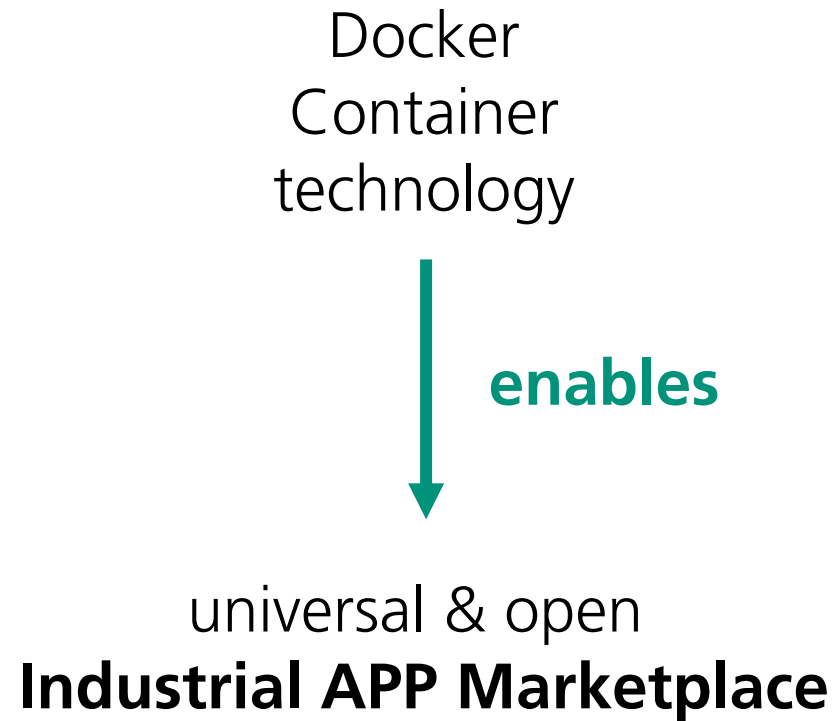 Docker
Container
technology
enables
universal & open
Industrial APP Marketplace